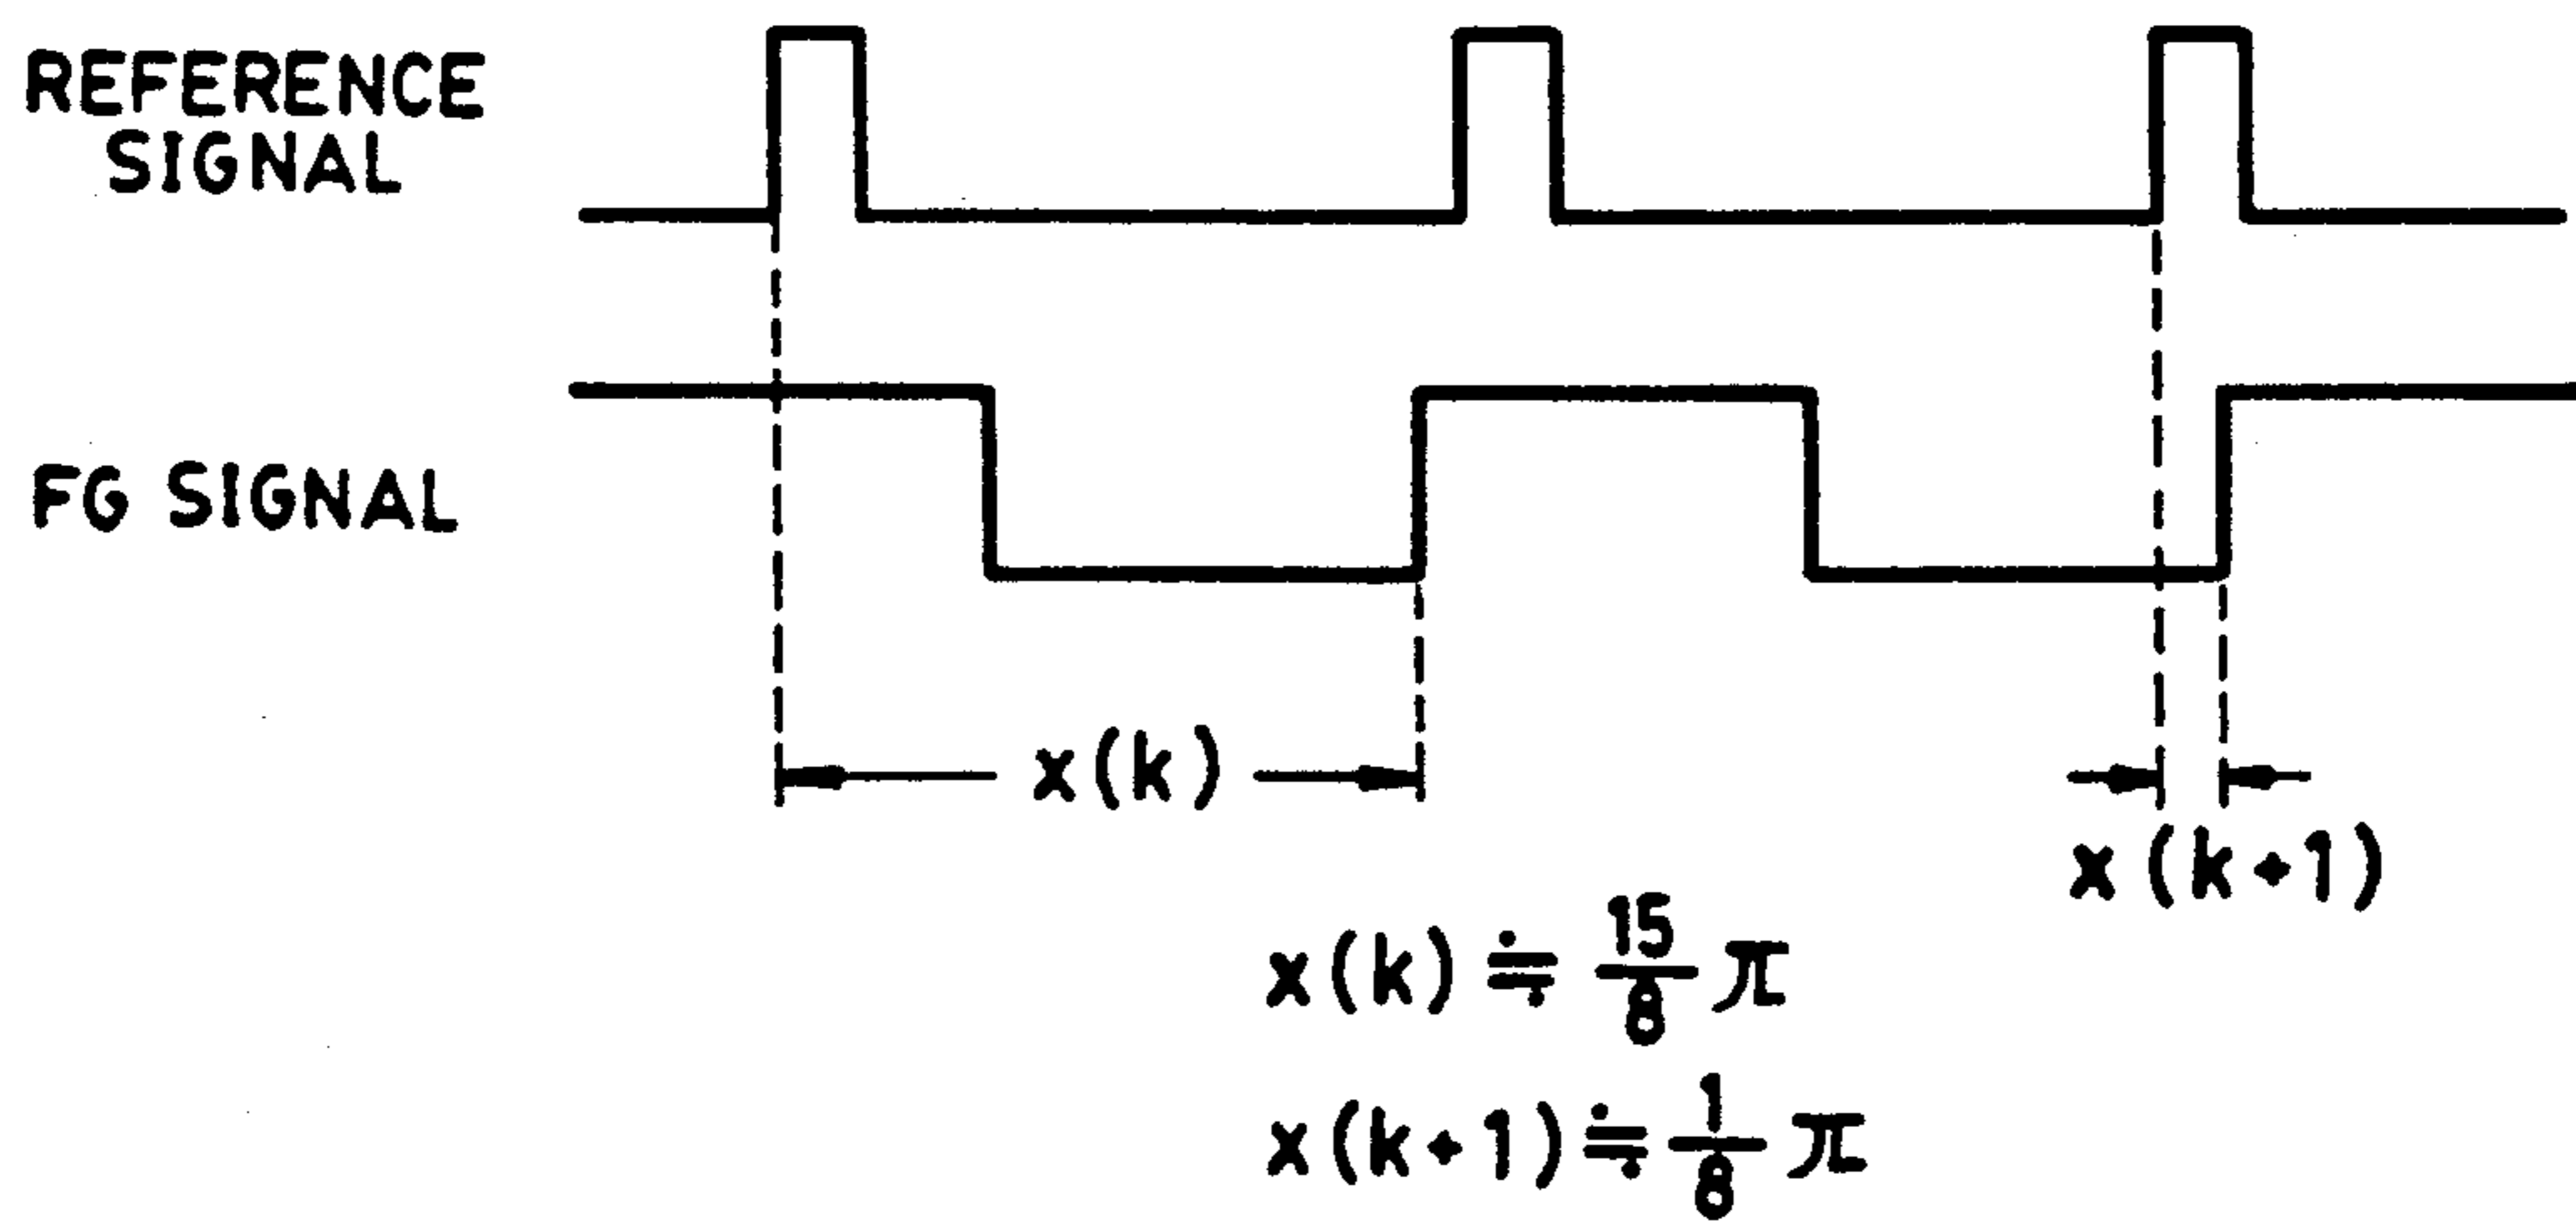 REFERENCE
SIGNAL
FG SIGNAL
x(k)
x(k+1)
x(k) ≒ 15/8 π
x(k+1) ≒ 1/8 π